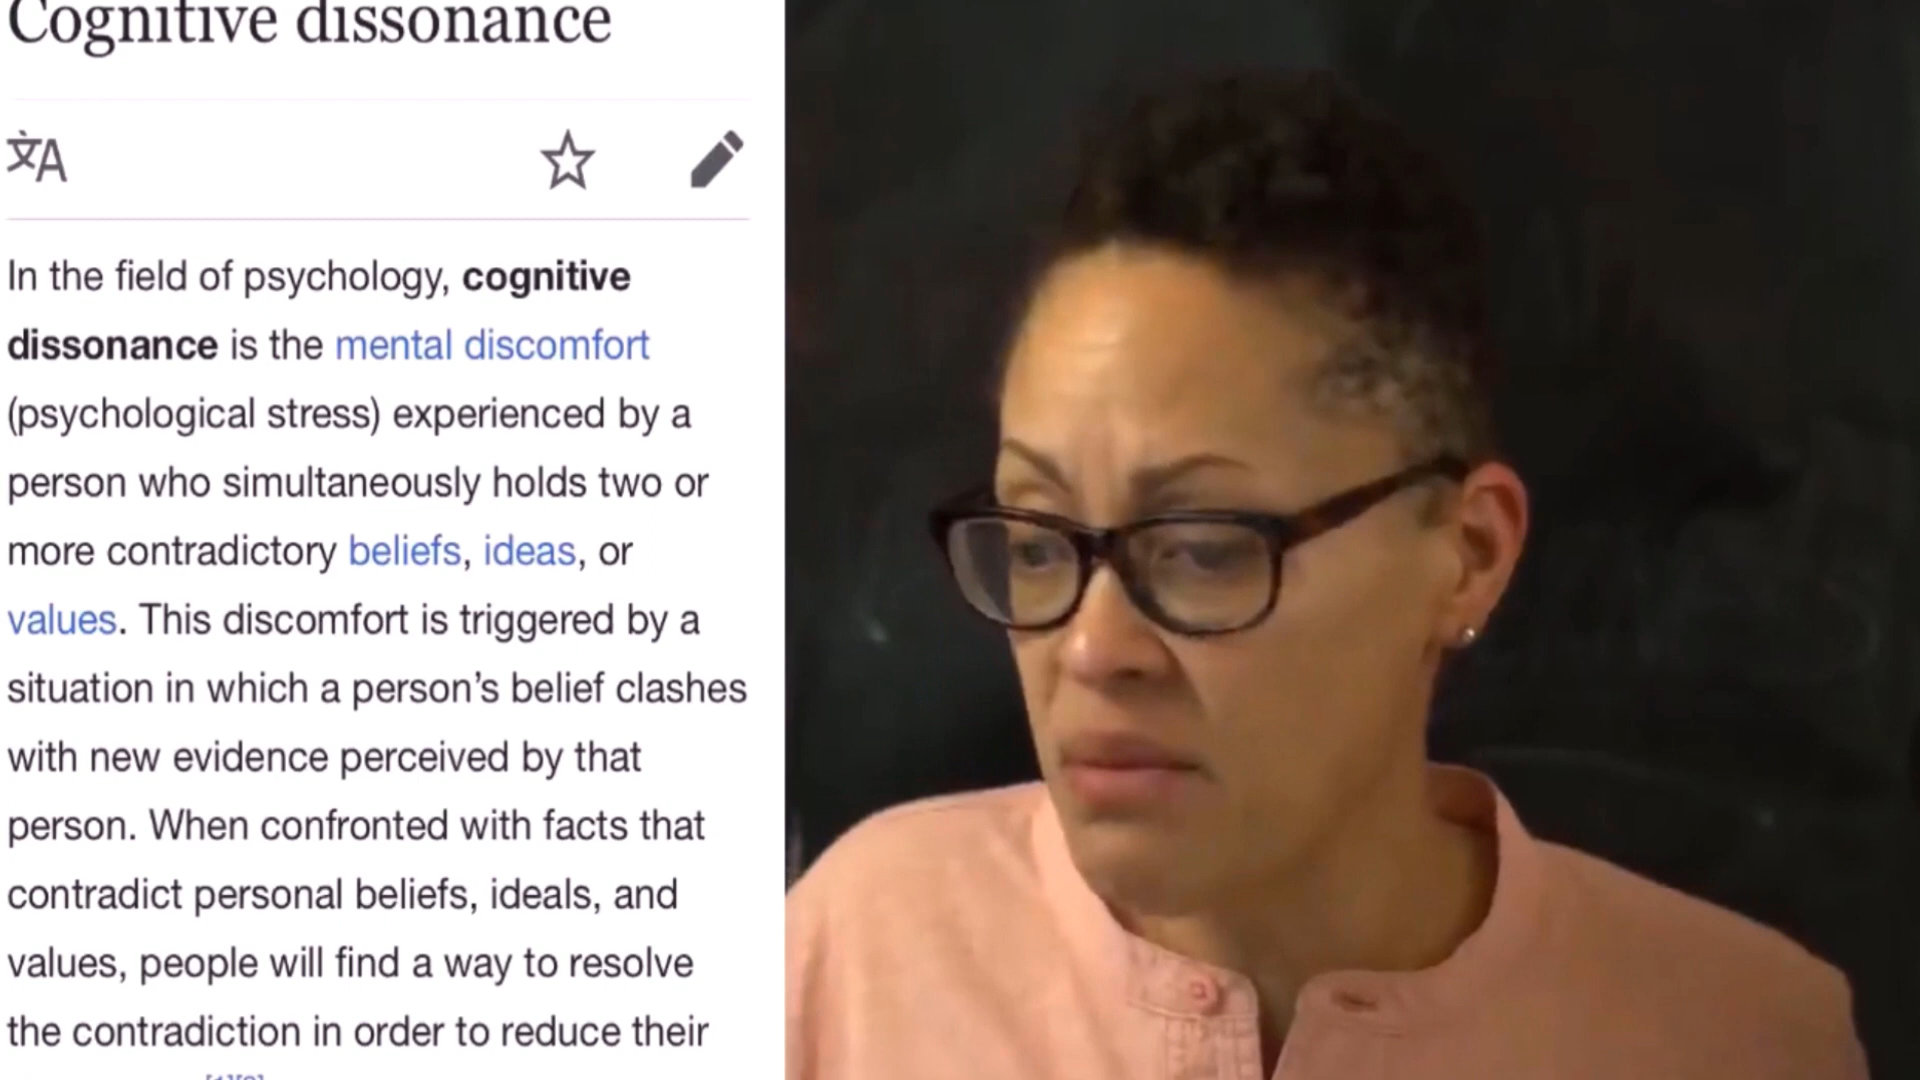 Cognitive dissonance
文A
In the field of psychology, cognitive
dissonance is the mental discomfort
(psychological stress) experienced by a
person who simultaneously holds two or
more contradictory beliefs, ideas, or
values. This discomfort is triggered by a
situation in which a person’s belief clashes
with new evidence perceived by that
person. When confronted with facts that
contradict personal beliefs, ideals, and
values, people will find a way to resolve
the contradiction in order to reduce their